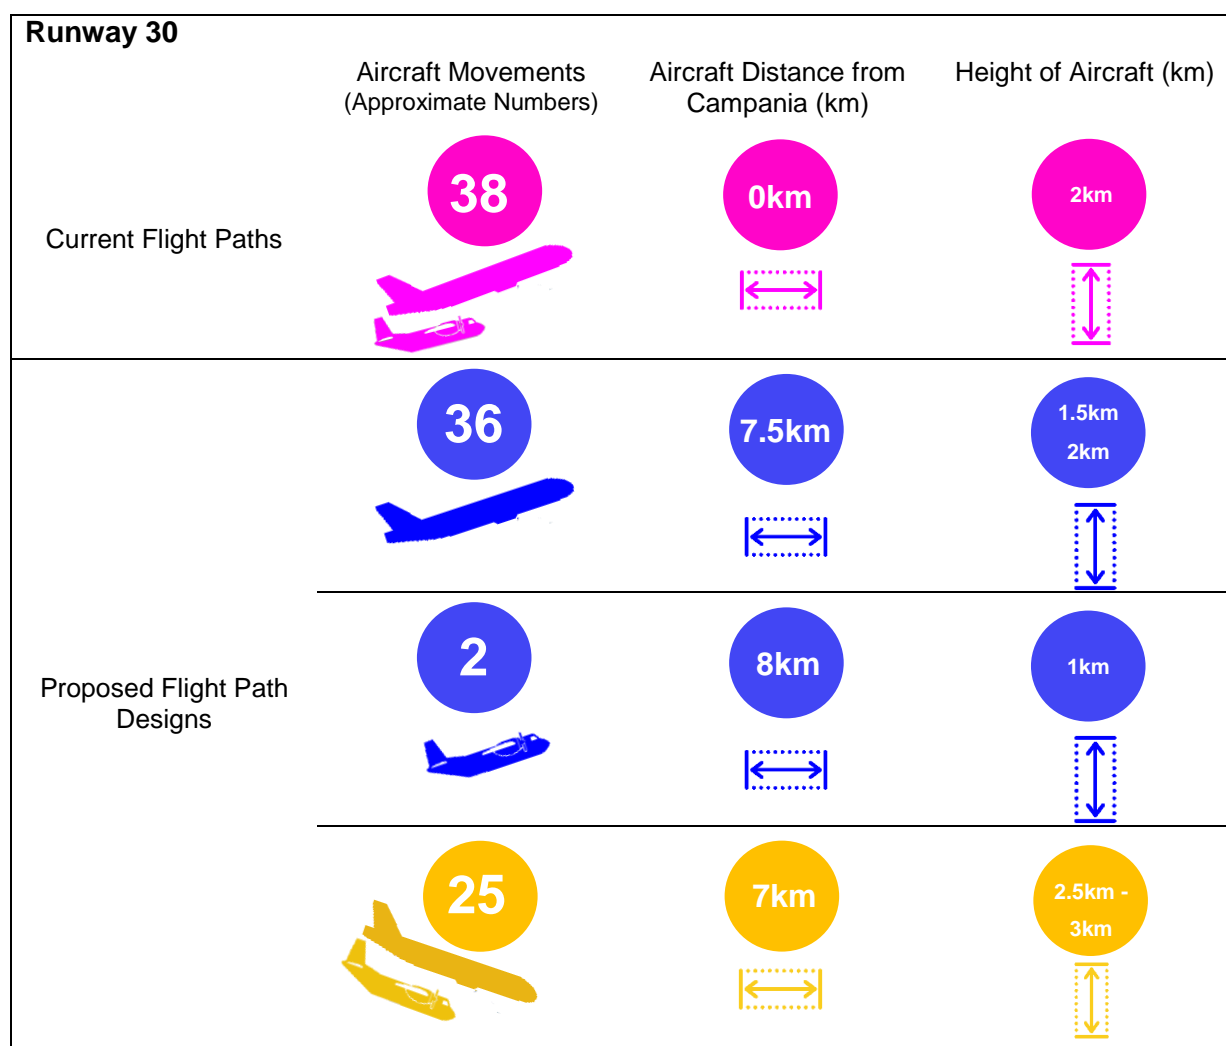 Runway 30
Aircraft Movements
(Approximate Numbers)
Aircraft Distance from
Campania (km)
Height of Aircraft (km)
Current Flight Paths
38
0km
2km
Proposed Flight Path
Designs
36
7.5km
1.5km
2km
2
8km
1km
25
7km
2.5km -
3km